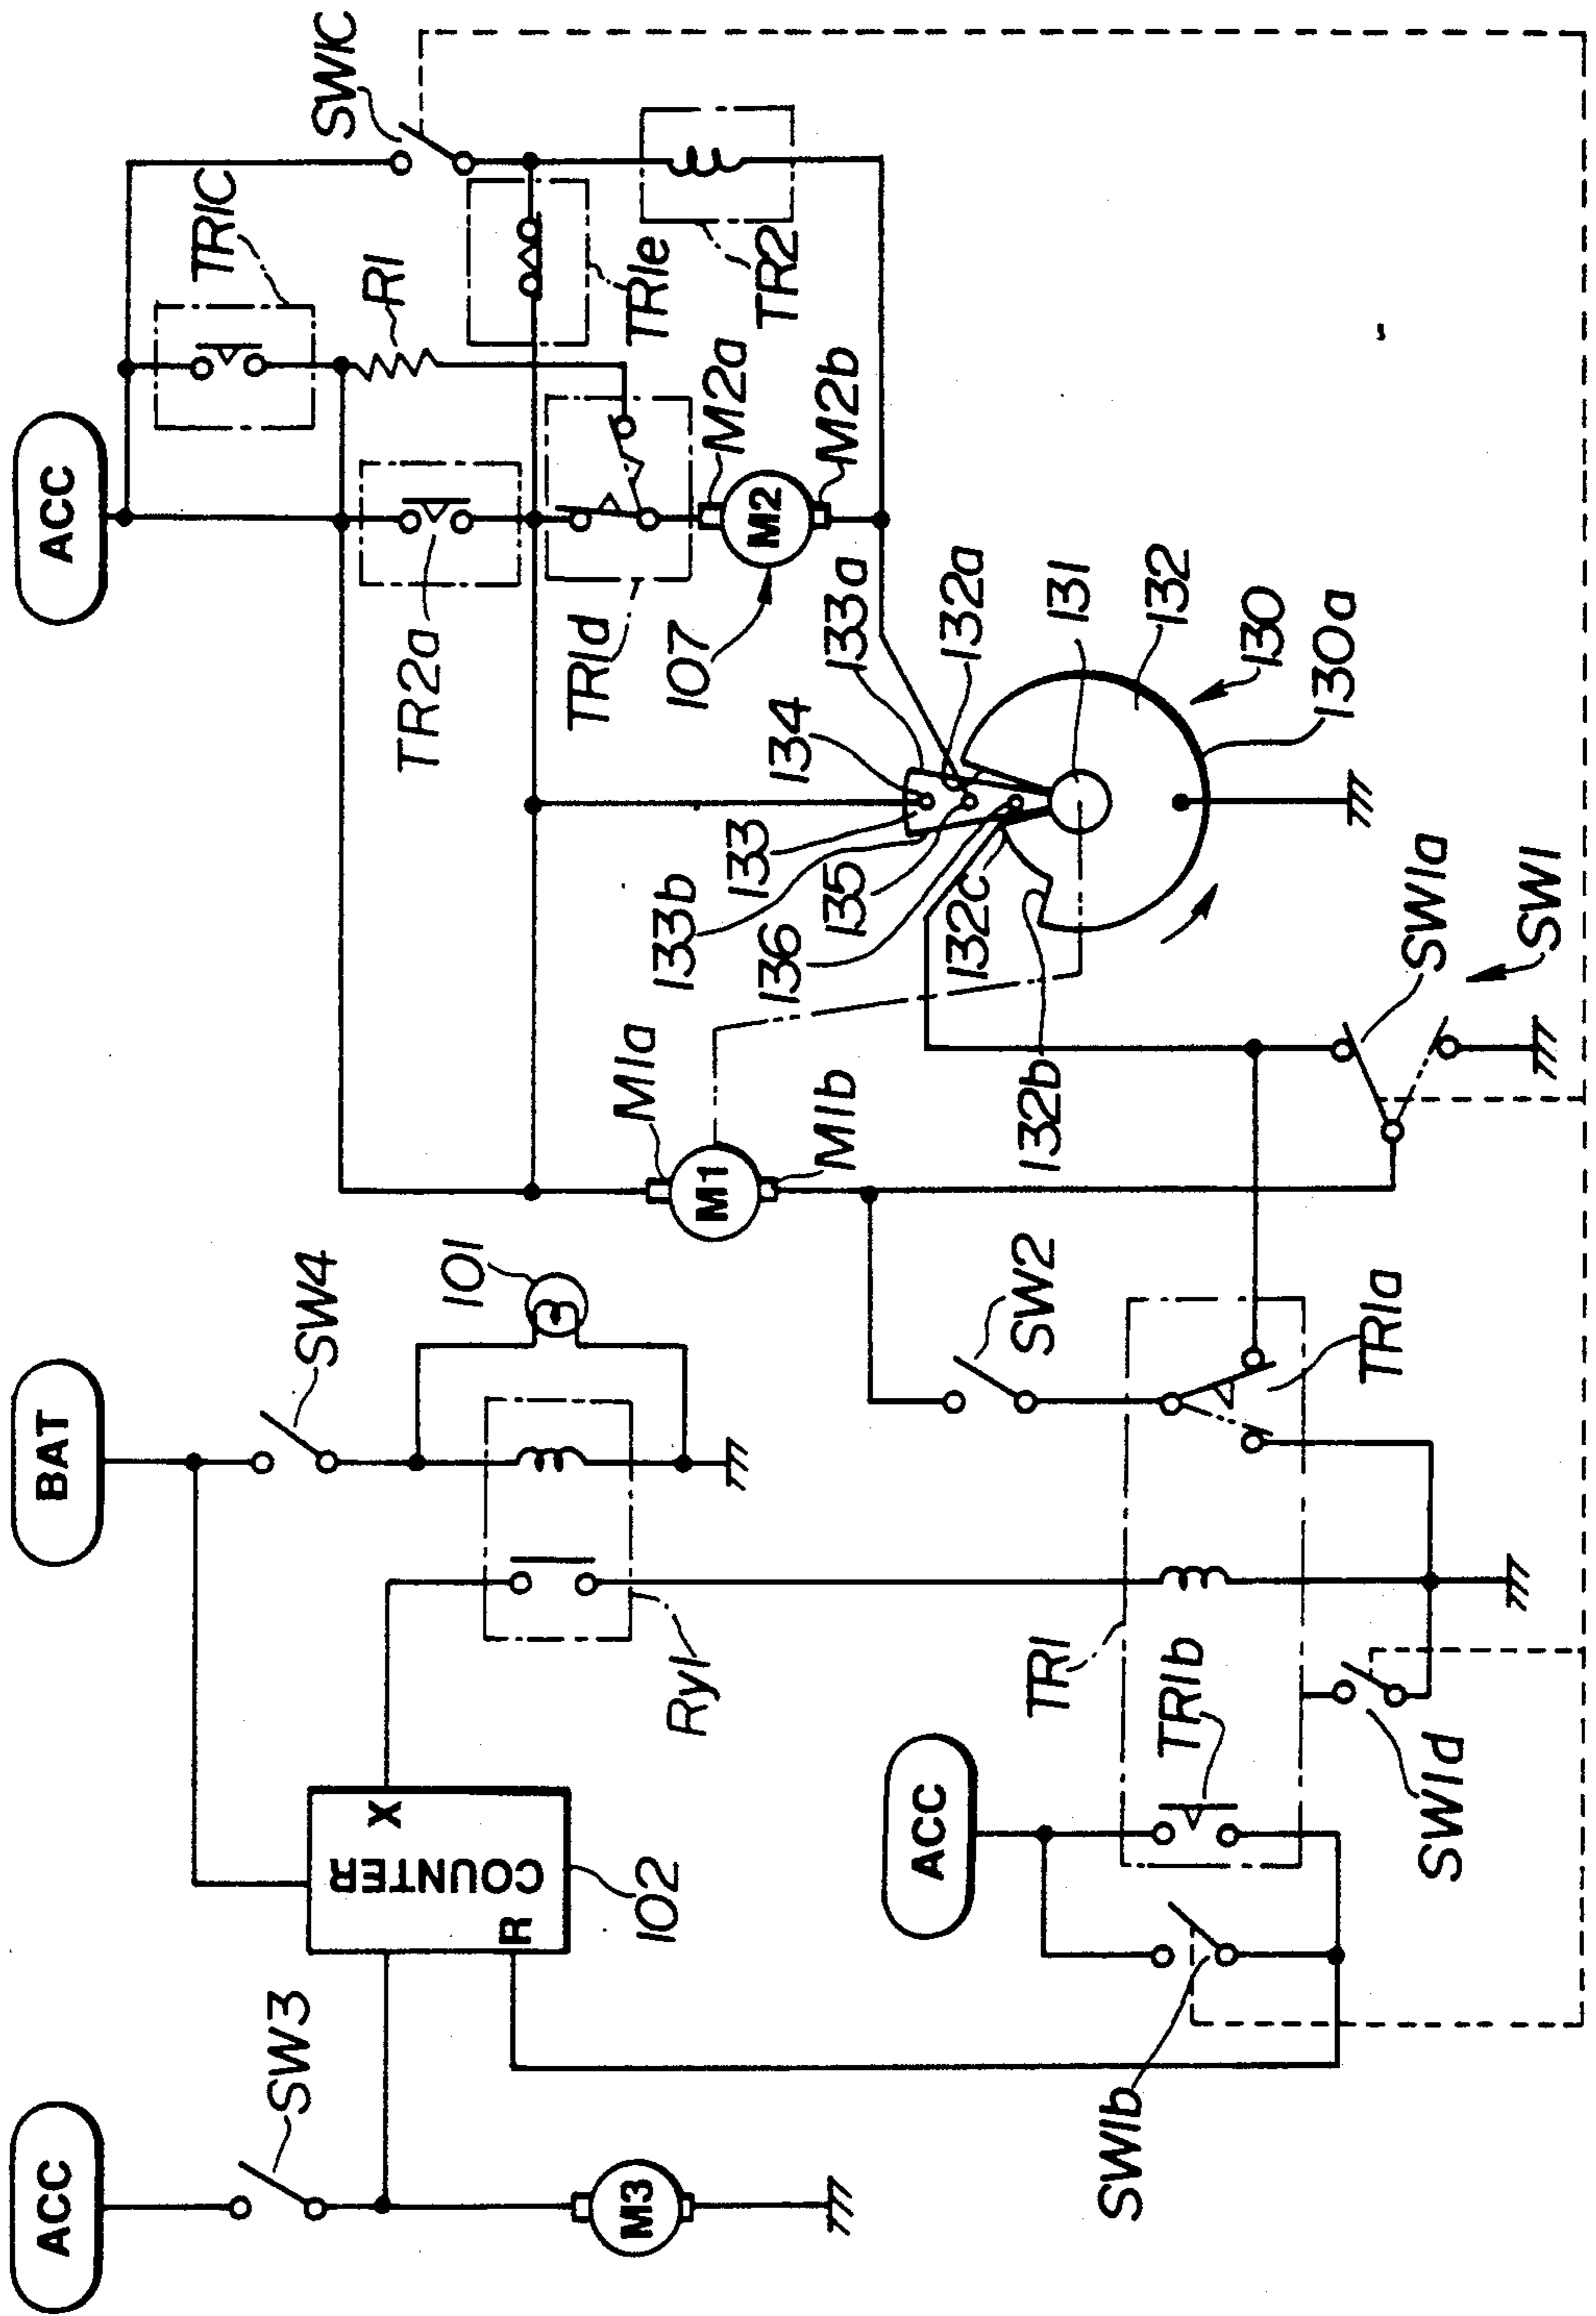 ACC
BAT
ACC
ACC
SW3
SW4
TR1C
SW1C
R1
TR2a
TR1e
TR2
TR1d
M2a
M2
M2b
107
101
Ry1
COUNTER
X
R
102
M3
M1a
M1
M1b
133a
132a
134
133
133b
135
136
132c
132b
131
132
130
130a
SW2
TR1
TR1a
TR1b
SW1a
SW1
SW1d
SW1b